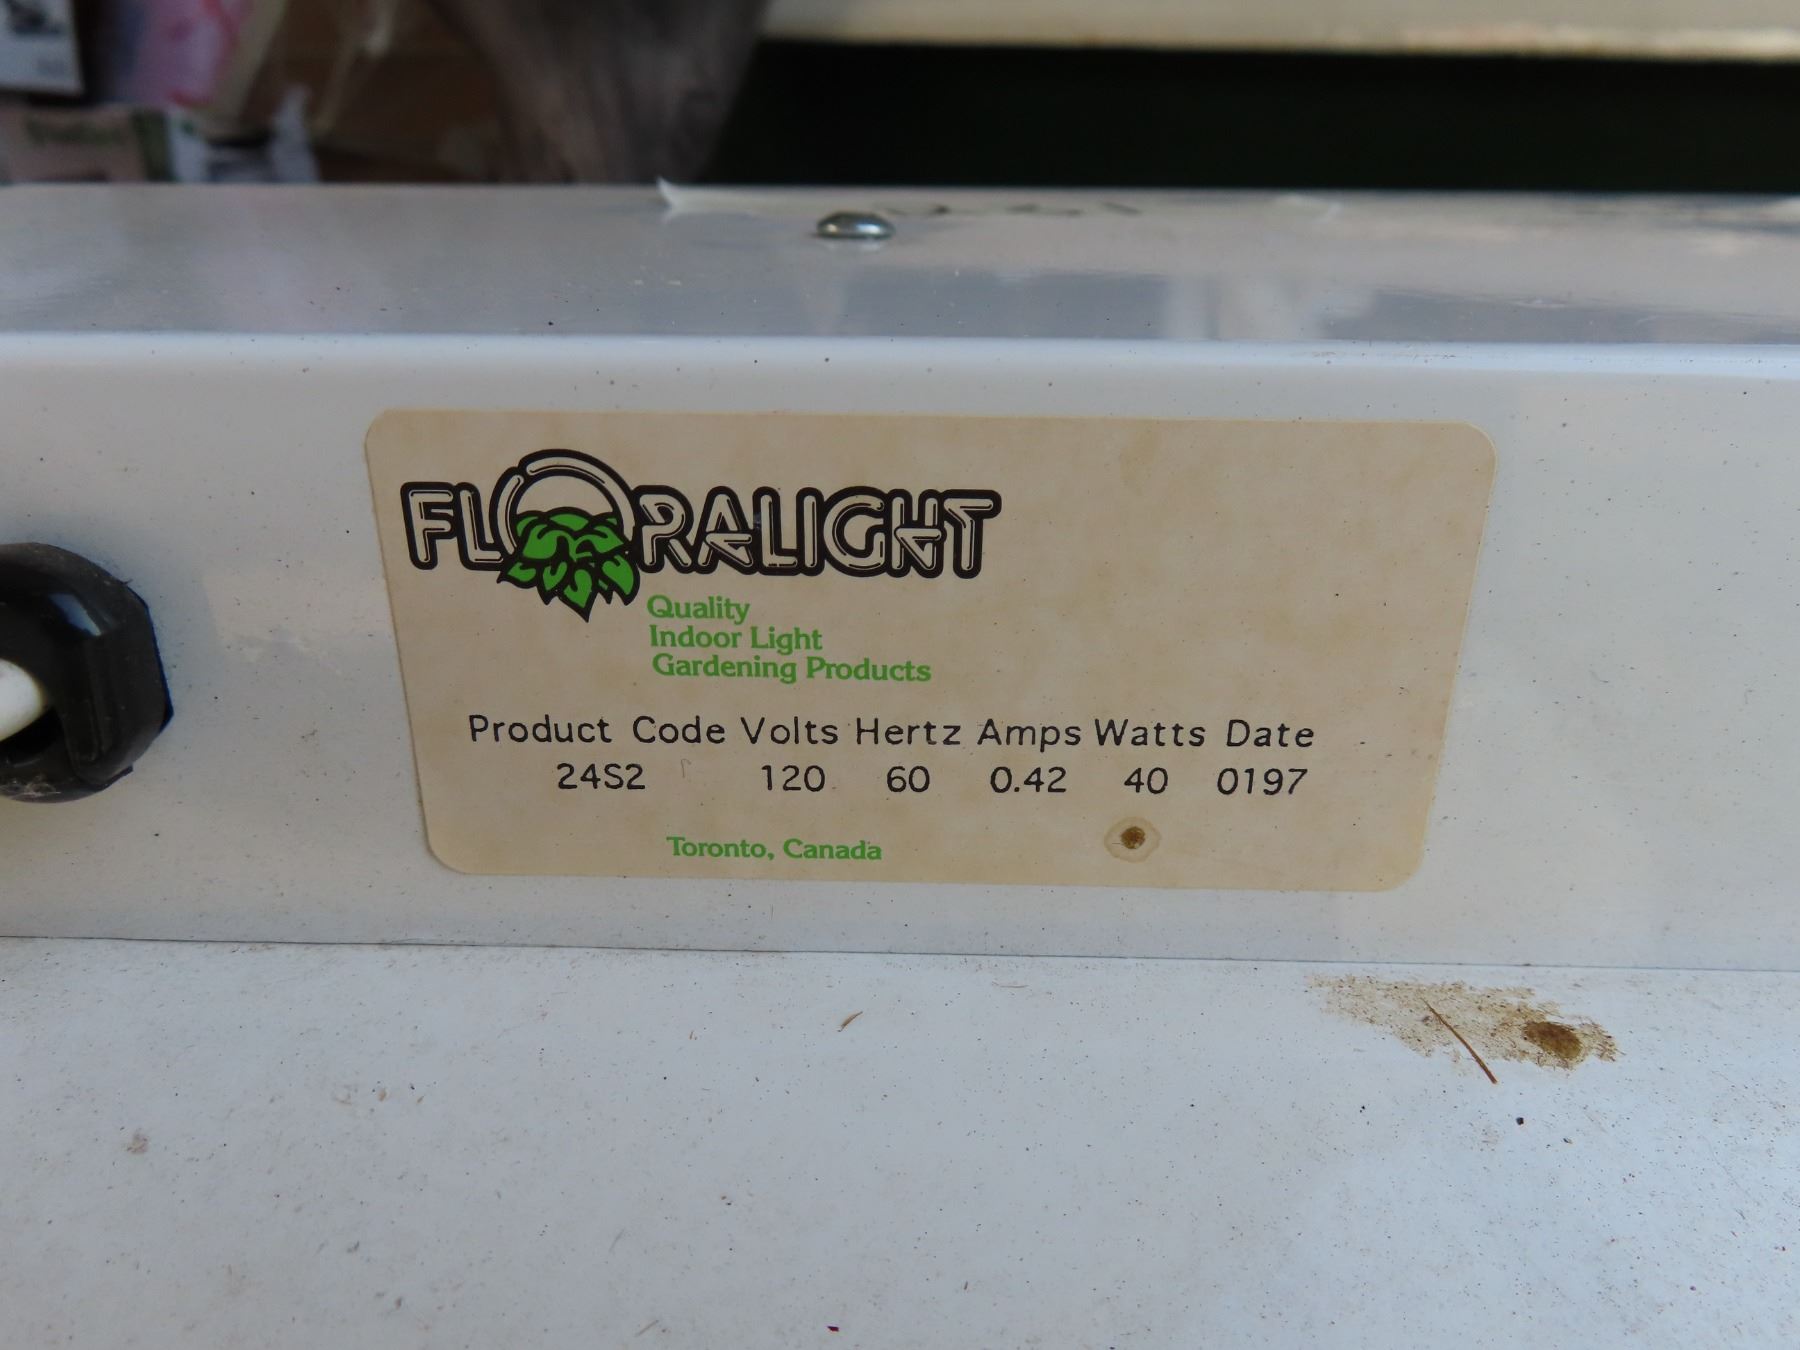 FLORALIGHT
Quality
Indoor Light
Gardening Products
Product Code Volts Hertz Amps Watts Date
24S2 120 60 0.42 40 0197
Toronto, Canada